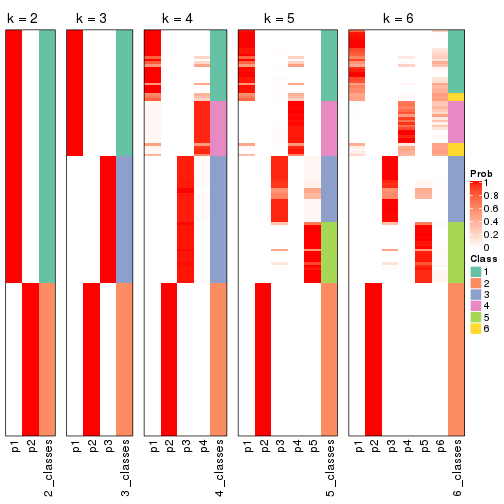 k = 2
k = 3
k = 4
k = 5
k = 6
Prob
1
0.8
0.6
0.4
0.2
0
Class
1
2
3
4
5
6
p1
p2
2_classes
p1
p2
p3
3_classes
p1
p2
p3
p4
4_classes
p1
p2
p3
p4
p5
5_classes
p1
p2
p3
p4
p5
p6
6_classes